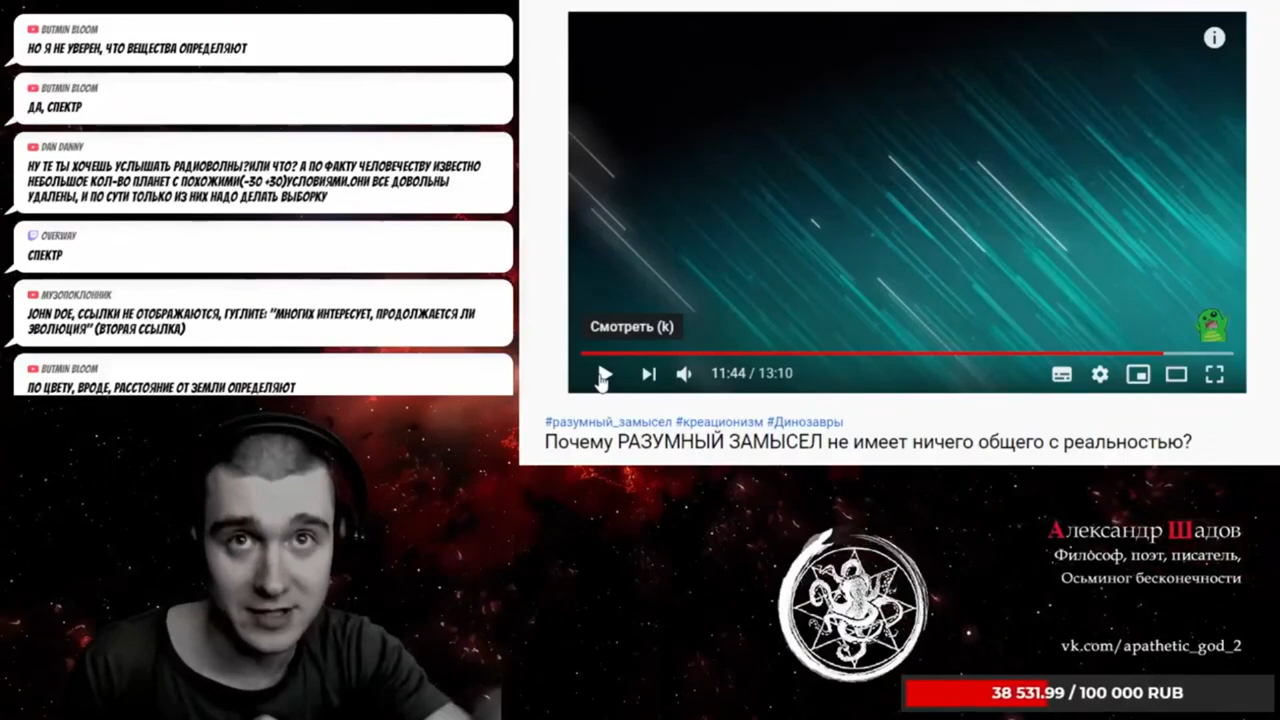 BUTMIN BLOOM
НО Я НЕ УВЕРЕН, ЧТО ВЕЩЕСТВА ОПРЕДЕЛЯЮТ
BUTMIN BLOOM
ДА, СПЕКТР
DAN DANNY
НУ ТЕ ТЫ ХОЧЕШЬ УСЛЫШАТЬ РАДИОВОЛНЫ?ИЛИ ЧТО? А ПО ФАКТУ ЧЕЛОВЕЧЕСТВУ ИЗВЕСТНО
НЕБОЛЬШОЕ КОЛ-ВО ПЛАНЕТ С ПОХОЖИМИ(-30 +30)УСЛОВИЯМИ.ОНИ ВСЕ ДОВОЛЬНЫ
УДАЛЕНЫ, И ПО СУТИ ТОЛЬКО ИЗ НИХ НАДО ДЕЛАТЬ ВЫБОРКУ
OVERWAY
СПЕКТР
МУЗОПОКЛОННИК
JOHN DOE, ССЫЛКИ НЕ ОТОБРАЖАЮТСЯ, ГУГЛИТЕ: "МНОГИХ ИНТЕРЕСУЕТ, ПРОДОЛЖАЕТСЯ ЛИ
ЭВОЛЮЦИЯ" (ВТОРАЯ ССЫЛКА)
BUTMIN BLOOM
ПО ЦВЕТУ, ВРОДЕ, РАССТОЯНИЕ ОТ ЗЕМЛИ ОПРЕДЕЛЯЮТ
Смотреть (k)
11:44 / 13:10
#разумный_замысел #креационизм #Динозавры
Почему РАЗУМНЫЙ ЗАМЫСЕЛ не имеет ничего общего с реальностью?
Александр Шадов
Философ, поэт, писатель,
Осьминог бесконечности
vk.com/apathetic_god_2
38 531.99 / 100 000 RUB